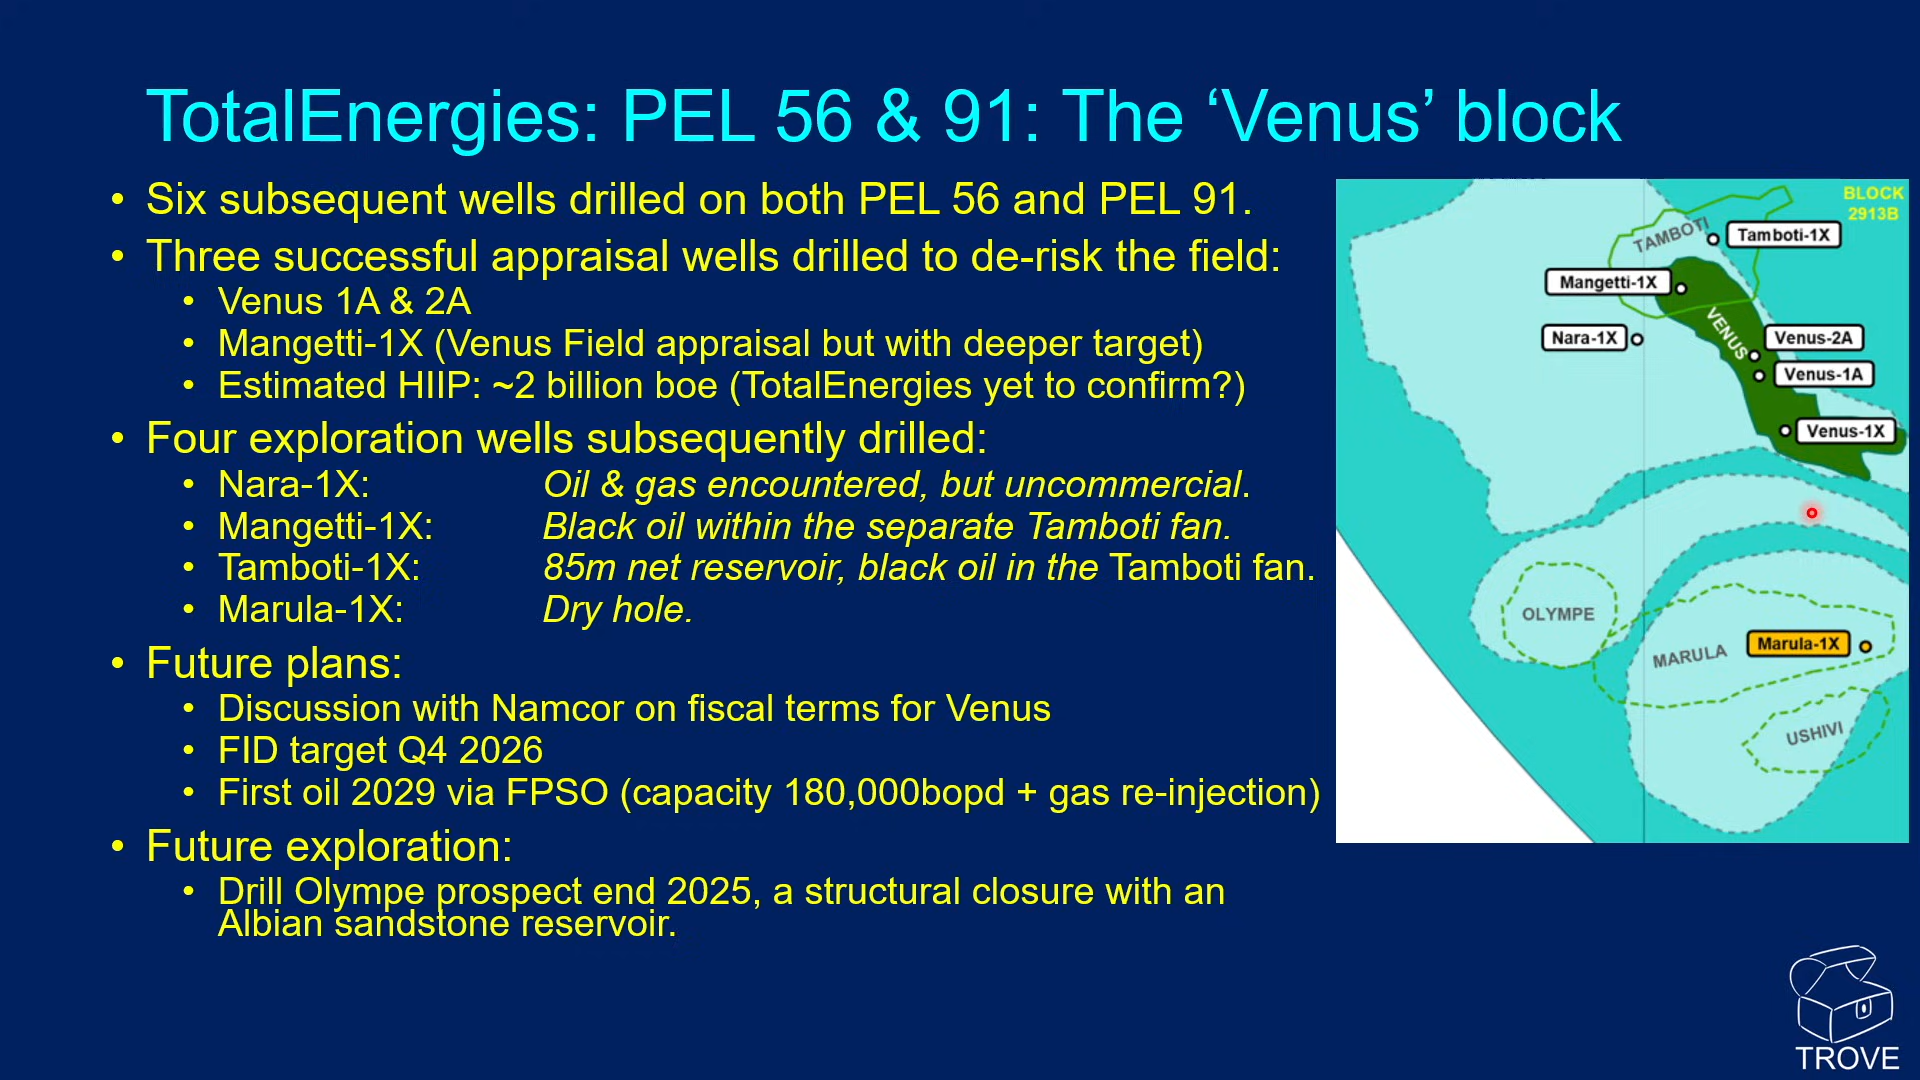 TotalEnergies: PEL 56 & 91: The ‘Venus’ block
• Six subsequent wells drilled on both PEL 56 and PEL 91.
• Three successful appraisal wells drilled to de-risk the field:
• Venus 1A & 2A
• Mangetti-1X (Venus Field appraisal but with deeper target)
• Estimated HIIP: ~2 billion boe (TotalEnergies yet to confirm?)
• Four exploration wells subsequently drilled:
• Nara-1X: Oil & gas encountered, but uncommercial.
• Mangetti-1X: Black oil within the separate Tamboti fan.
• Tamboti-1X: 85m net reservoir, black oil in the Tamboti fan.
• Marula-1X: Dry hole.
• Future plans:
• Discussion with Namcor on fiscal terms for Venus
• FID target Q4 2026
• First oil 2029 via FPSO (capacity 180,000bopd + gas re-injection)
• Future exploration:
• Drill Olympe prospect end 2025, a structural closure with an
Albian sandstone reservoir.
BLOCK
2913B
TAMBOTI
Tamboti-1X
Mangetti-1X
VENUS
Nara-1X
Venus-2A
Venus-1A
Venus-1X
OLYMPE
MARULA
Marula-1X
USHIVI
TROVE